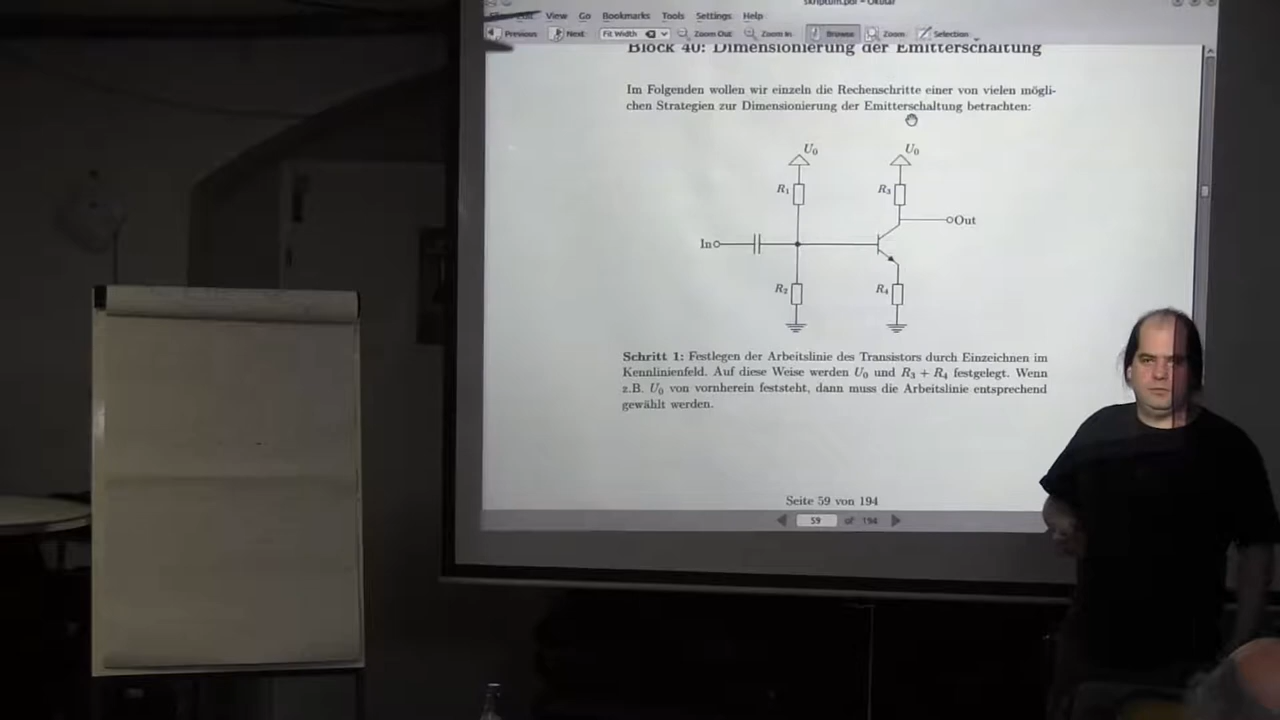 skriptum.pdf – Okular
View Go Bookmarks Tools Settings Help
Previous Next Fit Width Zoom Out Zoom In Browse Zoom Selection
Block 40: Dimensionierung der Emitterschaltung
Im Folgenden wollen wir einzeln die Rechenschritte einer von vielen mögli-
chen Strategien zur Dimensionierung der Emitterschaltung betrachten:
U₀ U₀
R₁ R₃
Out
In
R₂ R₄
Schritt 1: Festlegen der Arbeitslinie des Transistors durch Einzeichnen im
Kennlinienfeld. Auf diese Weise werden U₀ und R₃ + R₄ festgelegt. Wenn
z.B. U₀ von vornherein feststeht, dann muss die Arbeitslinie entsprechend
gewählt werden.
Seite 59 von 194
59 of 194